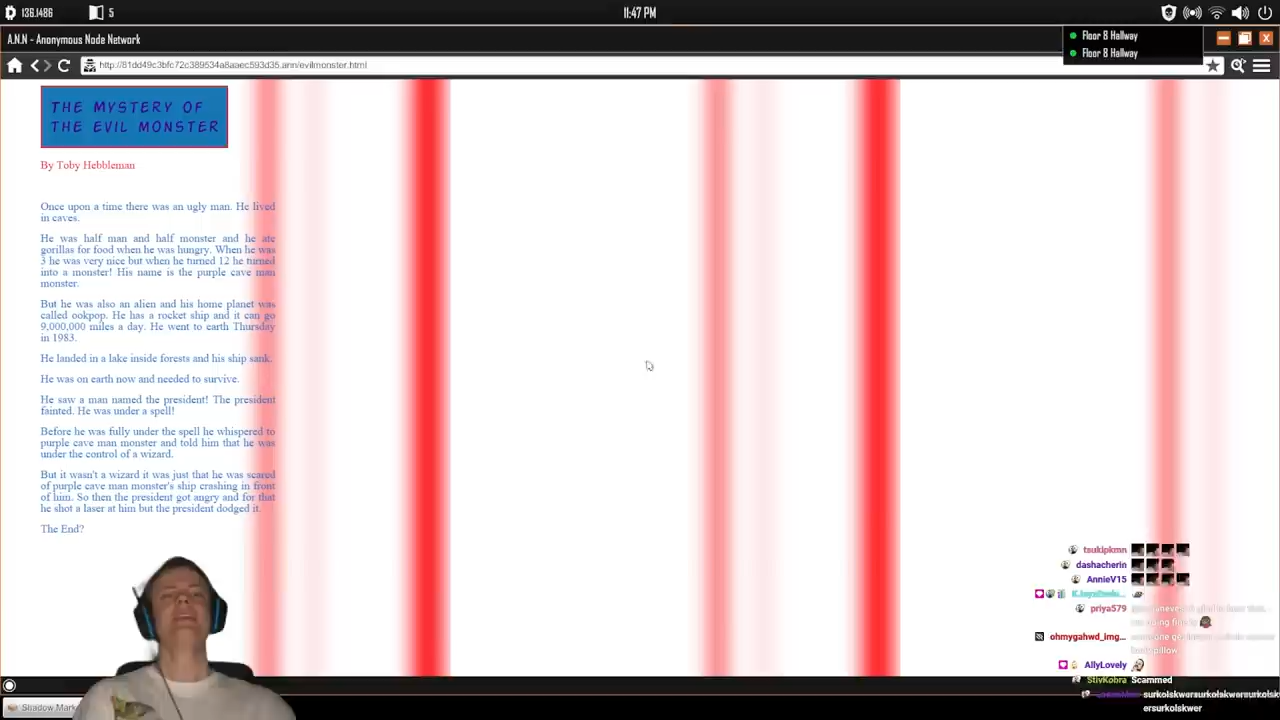 136.1486
5
11:47 PM
A.N.N - Anonymous Node Network
Floor 8 Hallway
Floor 8 Hallway
http://81dd49c3bfc72c389534a8aaec593d35.ann/evilmonster.html
THE MYSTERY OF
THE EVIL MONSTER
By Toby Hebbleman
Once upon a time there was an ugly man. He lived
in caves.
He was half man and half monster and he ate
gorillas for food when he was hungry. When he was
3 he was very nice but when he turned 12 he turned
into a monster! His name is the purple cave man
monster.
But he was also an alien and his home planet was
called ookpop. He has a rocket ship and it can go
9,000,000 miles a day. He went to earth Thursday
in 1983.
He landed in a lake inside forests and his ship sank.
He was on earth now and needed to survive.
He saw a man named the president! The president
fainted. He was under a spell!
Before he was fully under the spell he whispered to
purple cave man monster and told him that he was
under the control of a wizard.
But it wasn't a wizard it was just that he was scared
of purple cave man monster's ship crashing in front
of him. So then the president got angry and for that
he shot a laser at him but the president dodged it.
The End?
tsukipkmn
dashacherin
AnnieV15
priya579
ohmygahwd_img...
AllyLovely
StivKobra Scammed
surkolskwersurkolskwersurkolskw
ersurkolskwer
Shadow Mark